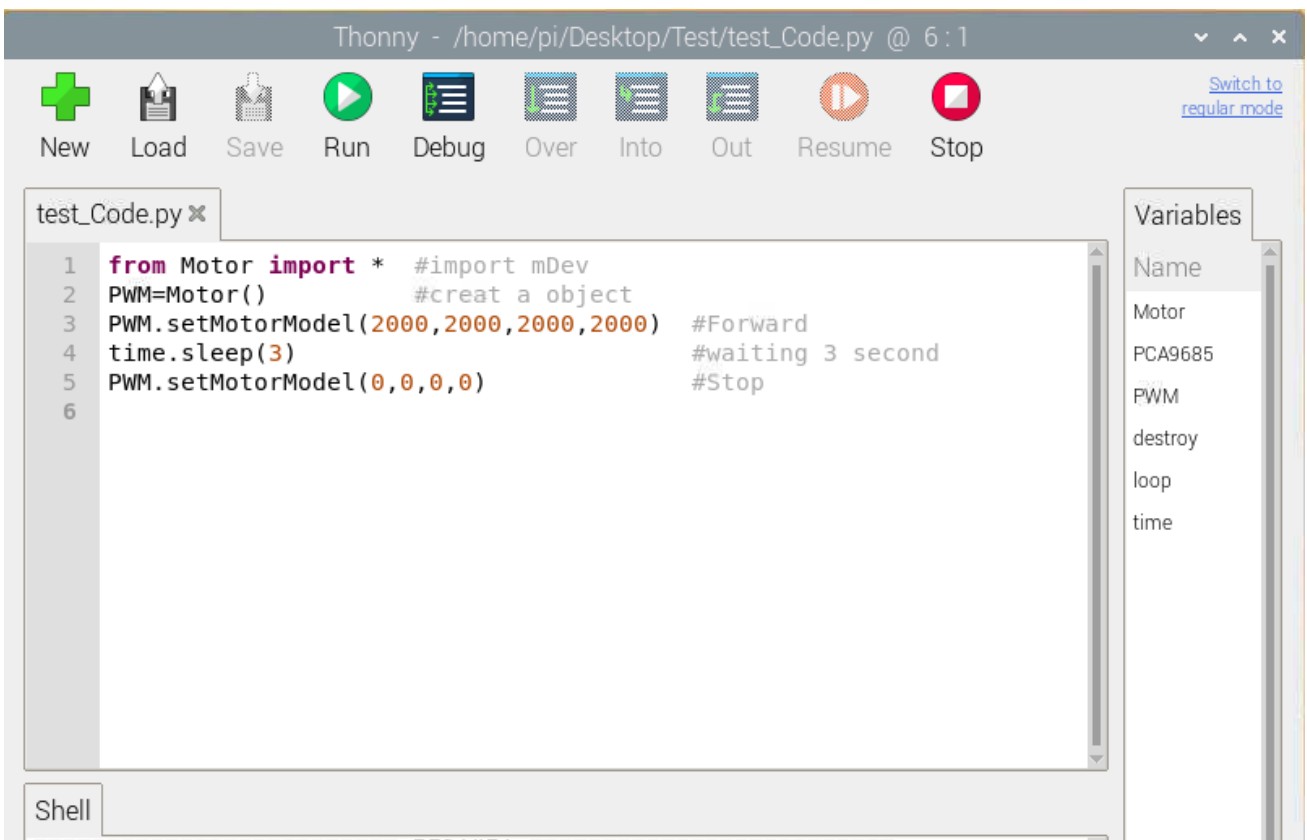 Thonny - /home/pi/Desktop/Test/test_Code.py @ 6:1
Switch to
regular mode
New Load Save Run Debug Over Into Out Resume Stop
test_Code.py
1 from Motor import * #import mDev
2 PWM=Motor() #creat a object
3 PWM.setMotorModel(2000,2000,2000,2000) #Forward
4 time.sleep(3) #waiting 3 second
5 PWM.setMotorModel(0,0,0,0) #Stop
6
Variables
Name
Motor
PCA9685
PWM
destroy
loop
time
Shell